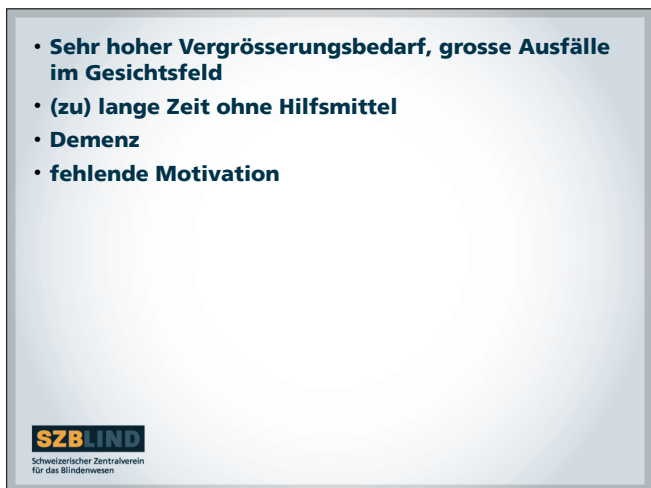 • Sehr hoher Vergrösserungsbedarf, grosse Ausfälle
im Gesichtsfeld
• (zu) lange Zeit ohne Hilfsmittel
• Demenz
• fehlende Motivation
SZBLIND
Schweizerischer Zentralverein
für das Blindenwesen